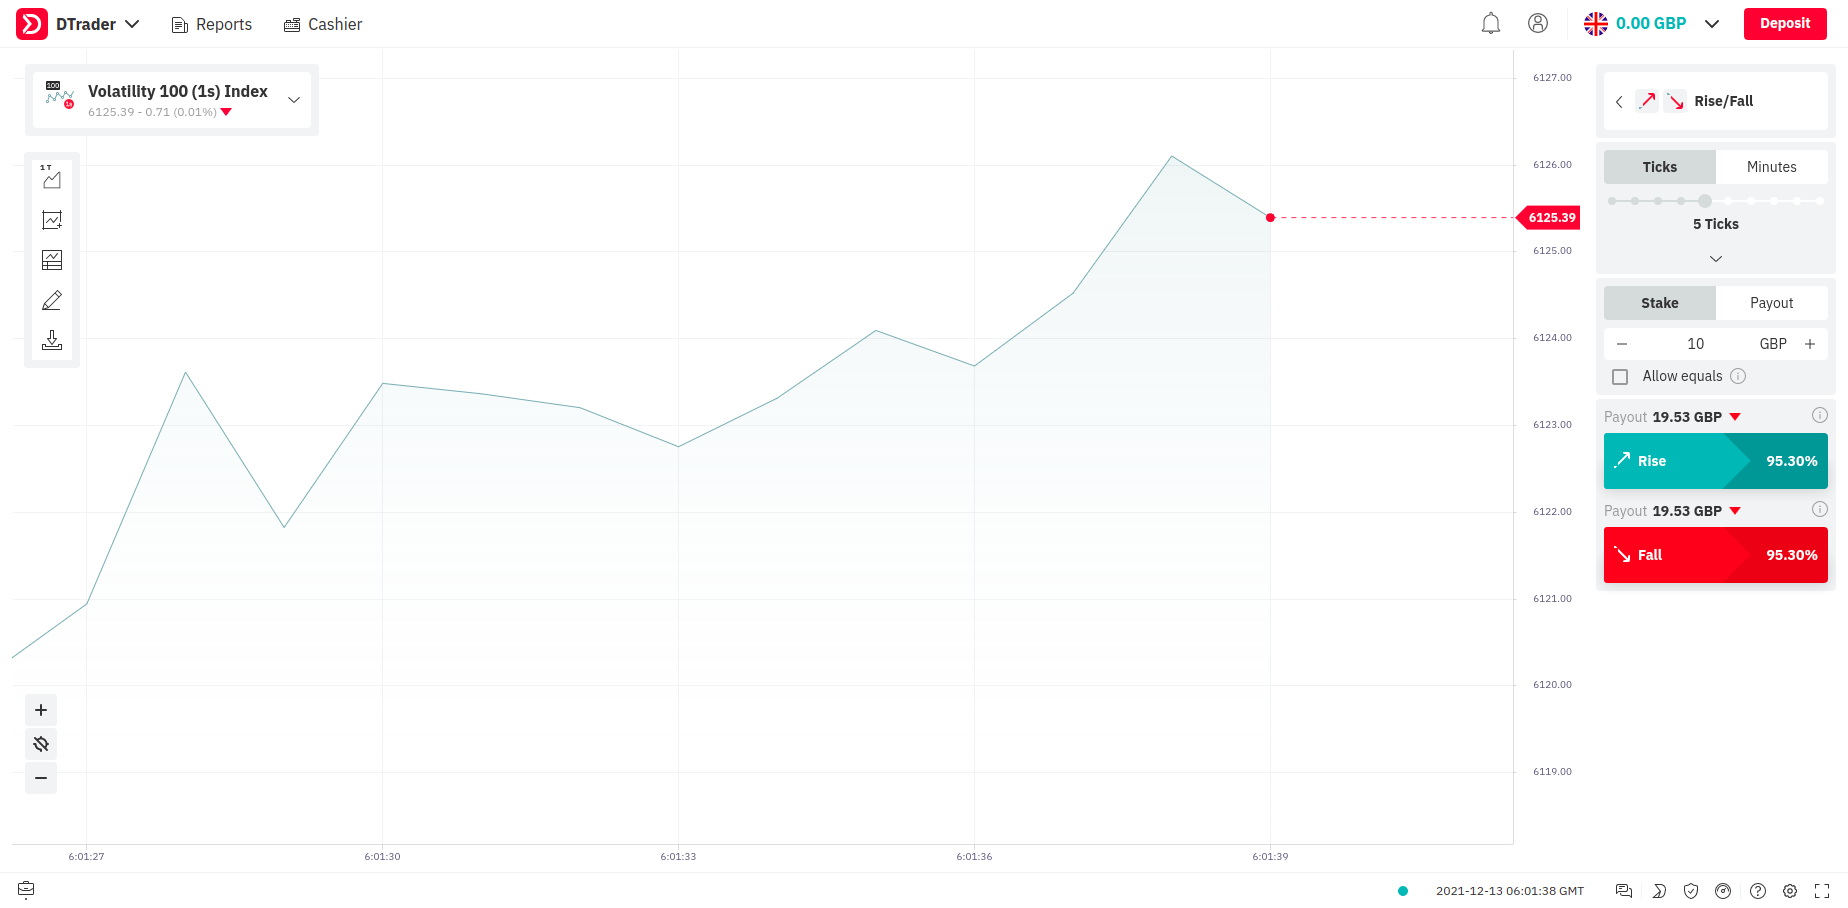 DTrader
Reports
Cashier
0.00 GBP
Deposit
100
1s
Volatility 100 (1s) Index
6125.39 - 0.71 (0.01%)
1 T
6127.00
6126.00
6125.39
6125.00
6124.00
6123.00
6122.00
6121.00
6120.00
6119.00
6:01:27
6:01:30
6:01:33
6:01:36
6:01:39
Rise/Fall
Ticks
Minutes
5 Ticks
Stake
Payout
10
GBP
Allow equals
Payout 19.53 GBP
Rise
95.30%
Payout 19.53 GBP
Fall
95.30%
2021-12-13 06:01:38 GMT